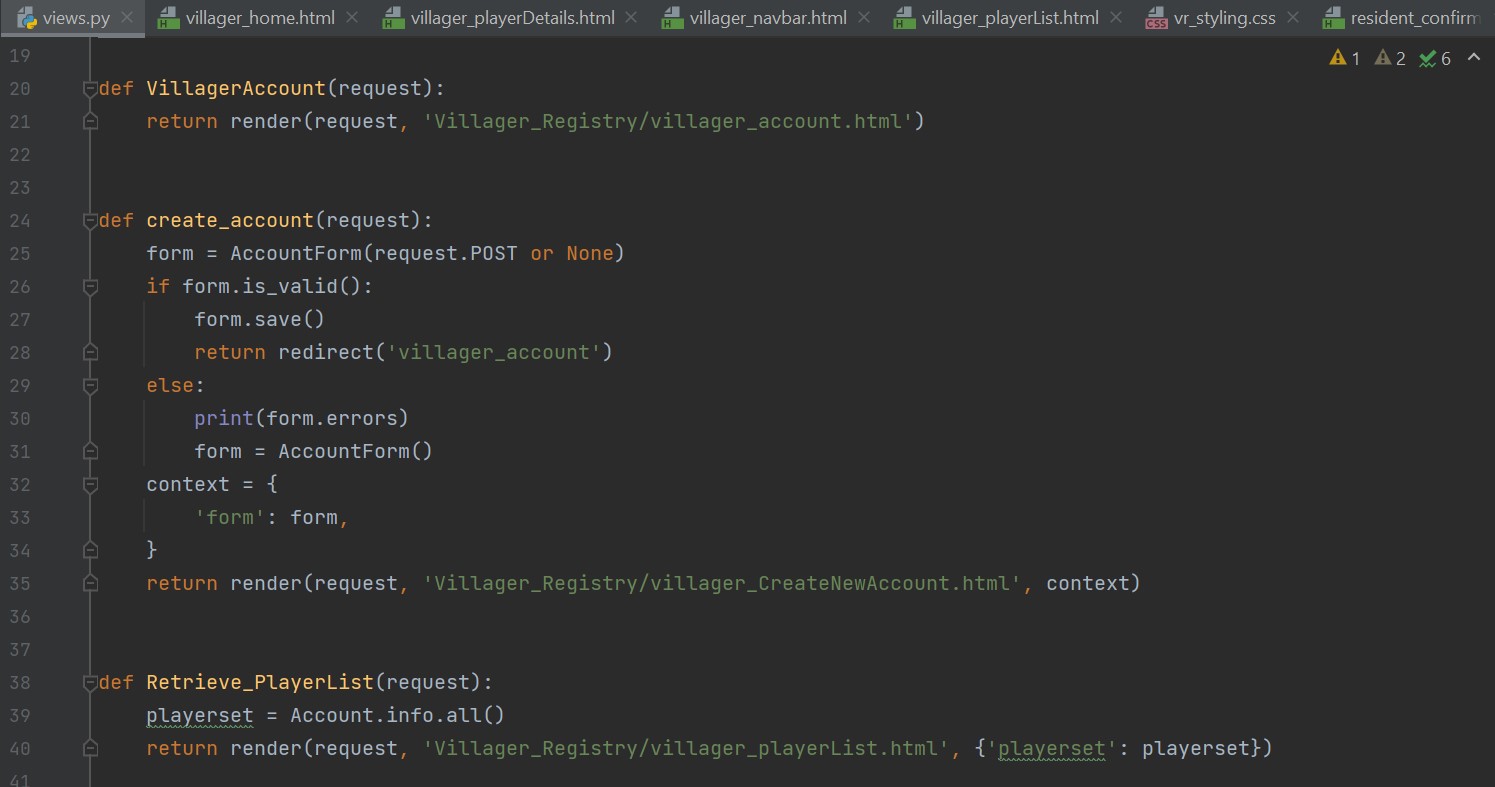 views.py villager_home.html villager_playerDetails.html villager_navbar.html villager_playerList.html vr_styling.css resident_confirm
1 2 6
19
20 def VillagerAccount(request):
21     return render(request, 'Villager_Registry/villager_account.html')
22
23
24 def create_account(request):
25     form = AccountForm(request.POST or None)
26     if form.is_valid():
27         form.save()
28         return redirect('villager_account')
29     else:
30         print(form.errors)
31         form = AccountForm()
32     context = {
33         'form': form,
34     }
35     return render(request, 'Villager_Registry/villager_CreateNewAccount.html', context)
36
37
38 def Retrieve_PlayerList(request):
39     playerset = Account.info.all()
40     return render(request, 'Villager_Registry/villager_playerList.html', {'playerset': playerset})
41